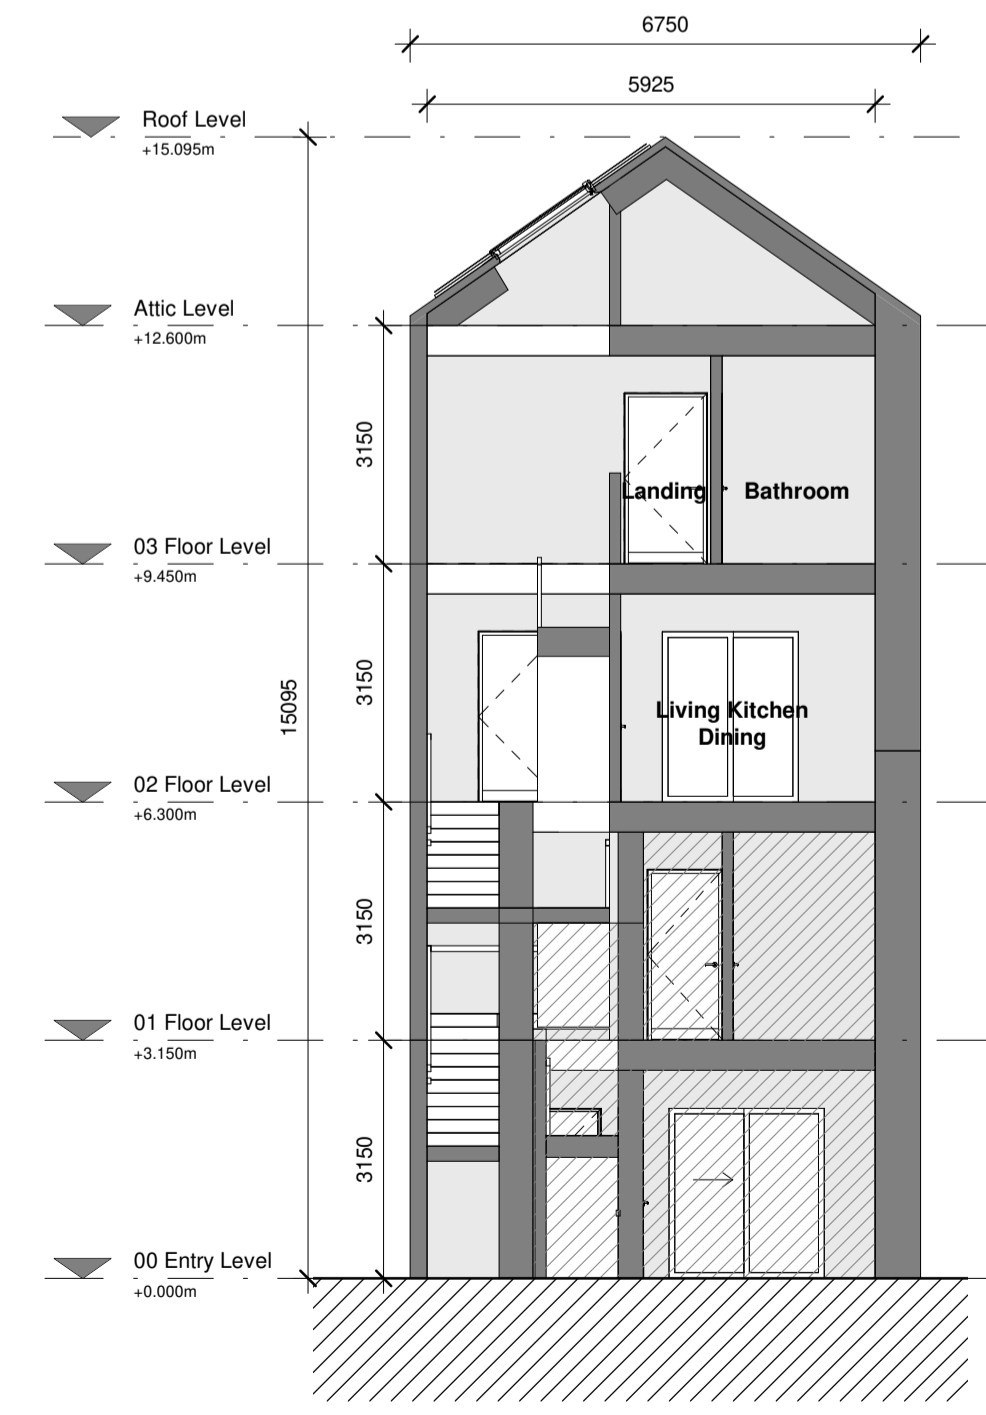 6750
5925
Roof Level
+15.095m
Attic Level
+12.600m
3150
Landing
Bathroom
03 Floor Level
+9.450m
3150
15095
Living Kitchen
Dining
02 Floor Level
+6.300m
3150
01 Floor Level
+3.150m
3150
00 Entry Level
+0.000m